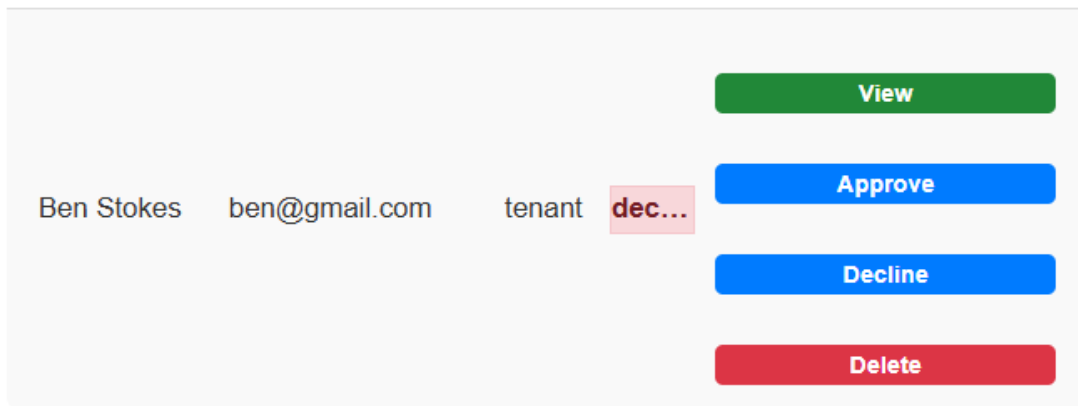 View
Approve
Ben Stokes ben@gmail.com tenant dec...
Decline
Delete